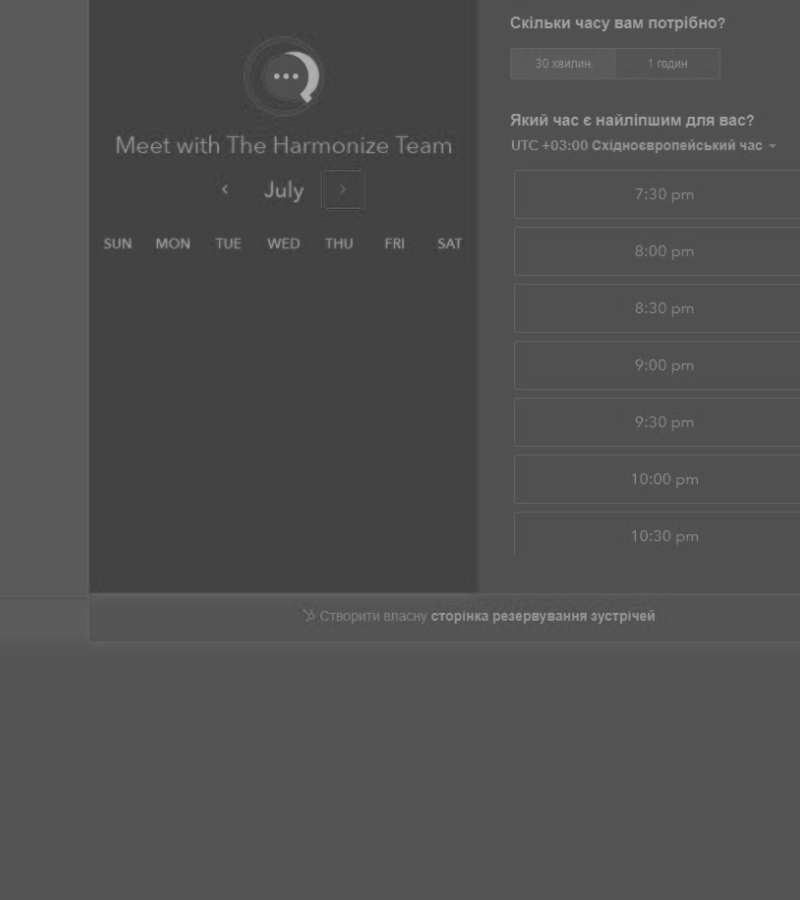 Meet with The Harmonize Team
July
SUN MON TUE WED THU FRI SAT
Скільки часу вам потрібно?
30 хвилин 1 годин
Який час є найліпшим для вас?
UTC +03:00 Східноєвропейський час
7:30 pm
8:00 pm
8:30 pm
9:00 pm
9:30 pm
10:00 pm
10:30 pm
Створити власну сторінка резервування зустрічей